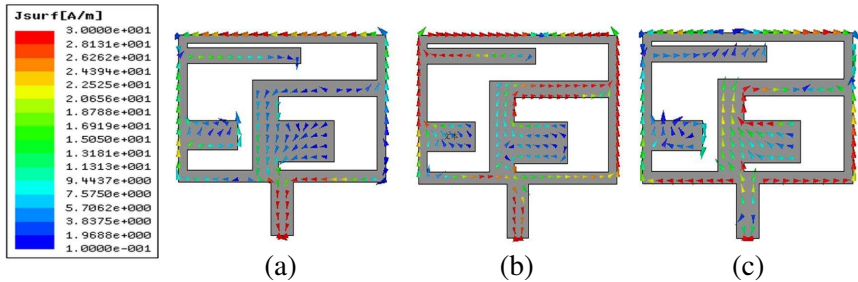 Jsurf[A/m]
3.0000e+001
2.8131e+001
2.6262e+001
2.4394e+001
2.2525e+001
2.0656e+001
1.8788e+001
1.6919e+001
1.5050e+001
1.3181e+001
1.1313e+001
9.4437e+000
7.5750e+000
5.7062e+000
3.8375e+000
1.9688e+000
1.0000e-001
(a)
(b)
(c)